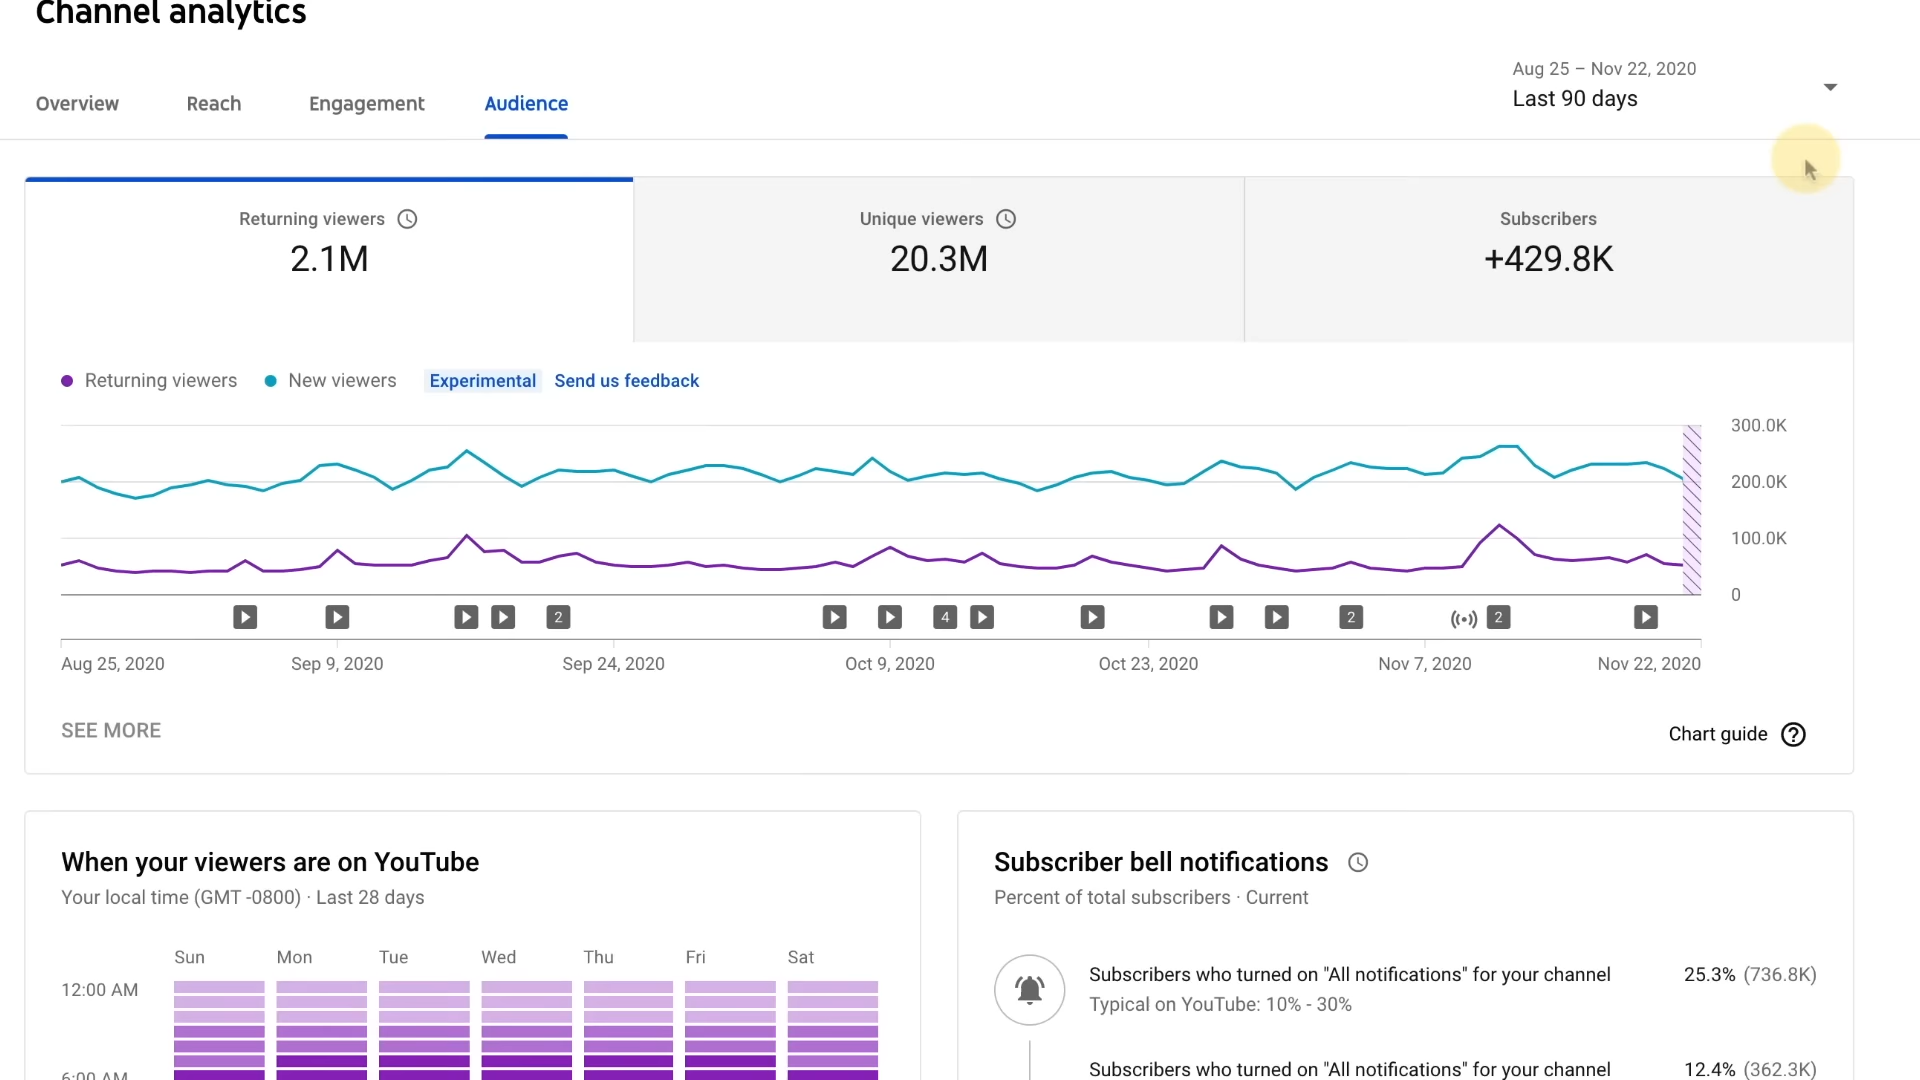 Channel analytics
Aug 25 – Nov 22, 2020
Last 90 days
Overview Reach Engagement Audience
Returning viewers Unique viewers Subscribers
2.1M 20.3M +429.8K
Returning viewers New viewers Experimental Send us feedback
300.0K
200.0K
100.0K
0
2 4 2 2
Aug 25, 2020 Sep 9, 2020 Sep 24, 2020 Oct 9, 2020 Oct 23, 2020 Nov 7, 2020 Nov 22, 2020
SEE MORE
Chart guide ?
When your viewers are on YouTube
Your local time (GMT -0800) · Last 28 days
Sun Mon Tue Wed Thu Fri Sat
12:00 AM
6:00 AM
Subscriber bell notifications
Percent of total subscribers · Current
Subscribers who turned on "All notifications" for your channel 25.3% (736.8K)
Typical on YouTube: 10% - 30%
Subscribers who turned on "All notifications" for your channel 12.4% (362.3K)